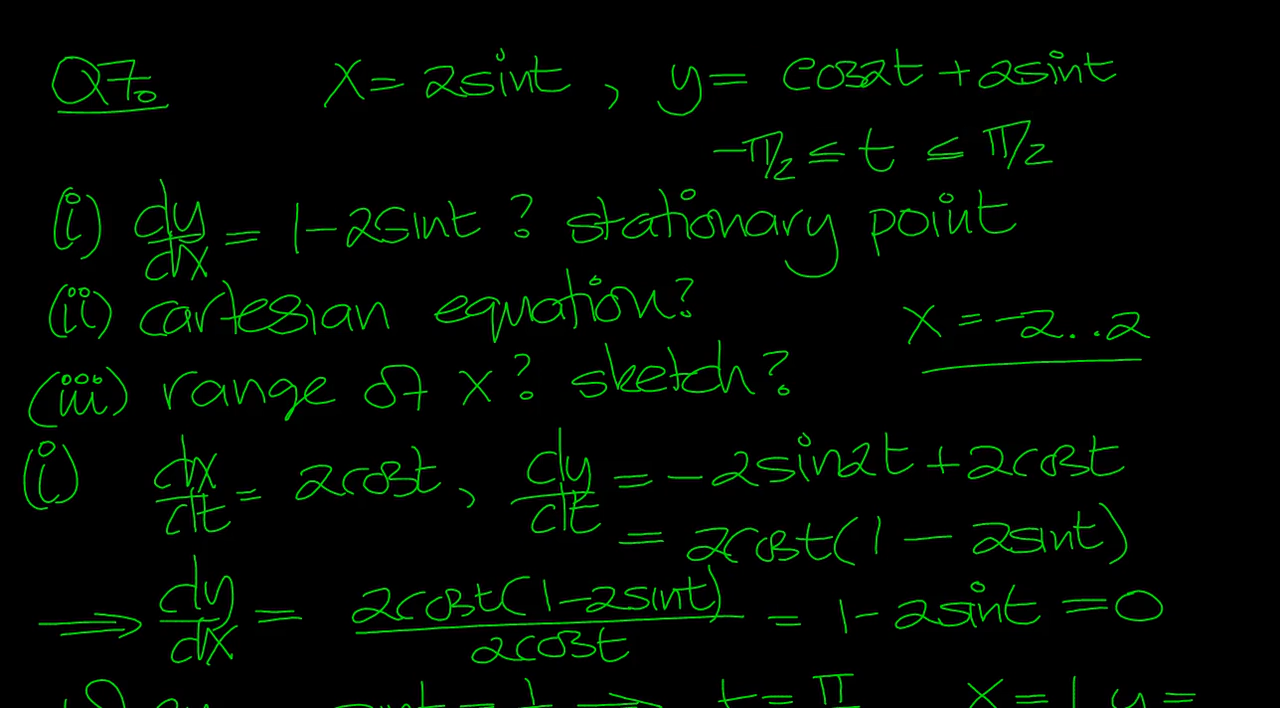 Q7. x = 2sint , y = cos2t + 2sint
-π/2 ≤ t ≤ π/2
(i) dy/dx = 1-2sint ? stationary point
(ii) cartesian equation?
x = -2..2
(iii) range of x? sketch?
(i) dx/dt = 2cost, dy/dt = -2sin2t + 2cost
= 2cost(1 - 2sint)
⟹ dy/dx = 2cost(1-2sint)/2cost = 1-2sint = 0
t = π x = 1 y =